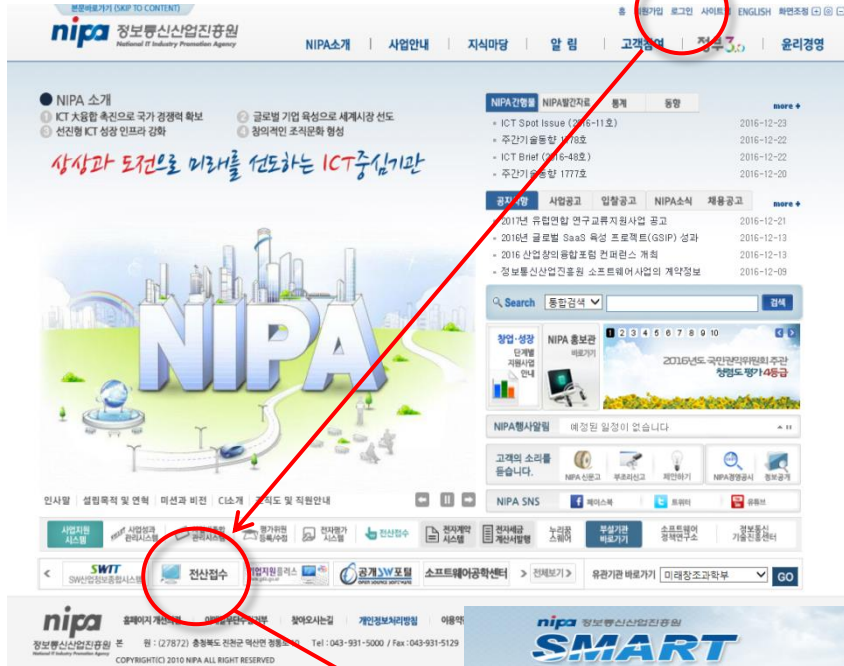 본문바로가기 (SKIP TO CONTENT)
홈 회원가입 로그인 사이트맵 ENGLISH 화면조정
nipa 정보통신산업진흥원
National IT Industry Promotion Agency
NIPA소개 사업안내 지식마당 알 림 고객참여 정부3.0 윤리경영
NIPA 소개
1 ICT 大융합 촉진으로 국가 경쟁력 확보
2 글로벌 기업 육성으로 세계시장 선도
3 선진형 ICT 성장 인프라 강화
4 창의적인 조직문화 형성
상상과 도전으로 미래를 선도하는 ICT중심기관
NIPA
NIPA간행물 NIPA발간자료 통계 동향 more +
ICT Spot Issue (2016-11호) 2016-12-23
주간기술동향 1778호 2016-12-22
ICT Brief (2016-48호) 2016-12-22
주간기술동향 1777호 2016-12-20
공지사항 사업공고 입찰공고 NIPA소식 채용공고 more +
2017년 유럽연합 연구교류지원사업 공고 2016-12-21
2016년 글로벌 SaaS 육성 프로젝트(GSIP) 성과 2016-12-13
2016 산업창의융합포럼 컨퍼런스 개최 2016-12-13
정보통신산업진흥원 소프트웨어사업의 계약정보 2016-12-09
Search 통합검색 검색
창업·성장
단계별
지원사업
안내
NIPA 홍보관
바로가기
1 2 3 4 5 6 7 8 9 10
2016년도 국민권익위원회 주관
청렴도 평가 4등급
NIPA행사알림 예정된 일정이 없습니다
고객의 소리를
듣습니다.
NIPA 신문고 부조리신고 제안하기 NIPA경영공시 정보공개
인사말 설립목적 및 연혁 미션과 비전 CI소개 조직도 및 직원안내
NIPA SNS 페이스북 트위터 유튜브
사업지원
시스템
사업성과
관리시스템
관리시스템
평가위원
등록/수정
전자평가
시스템
전산접수
전자계약
시스템
전자세금
계산서발행
누리꿈
스퀘어
부설기관
바로가기
소프트웨어
정책연구소
정보통신
기술진흥센터
SWIT
SW산업정보종합시스템
전산접수
기업지원플러스
공개SW포털
OPEN SOURCE SOFTWARE
소프트웨어공학센터
전체보기
유관기관 바로가기 미래창조과학부 GO
nipa 정보통신산업진흥원
National IT Industry Promotion Agency
찾아오시는길 개인정보처리방침
본 원 : (27872) 충청북도 진천군 덕산면 정통로 Tel : 043-931-5000 / Fax : 043-931-5129
COPYRIGHT(C) 2010 NIPA ALL RIGHT RESERVED
nipa 정보통신산업진흥원
SMART